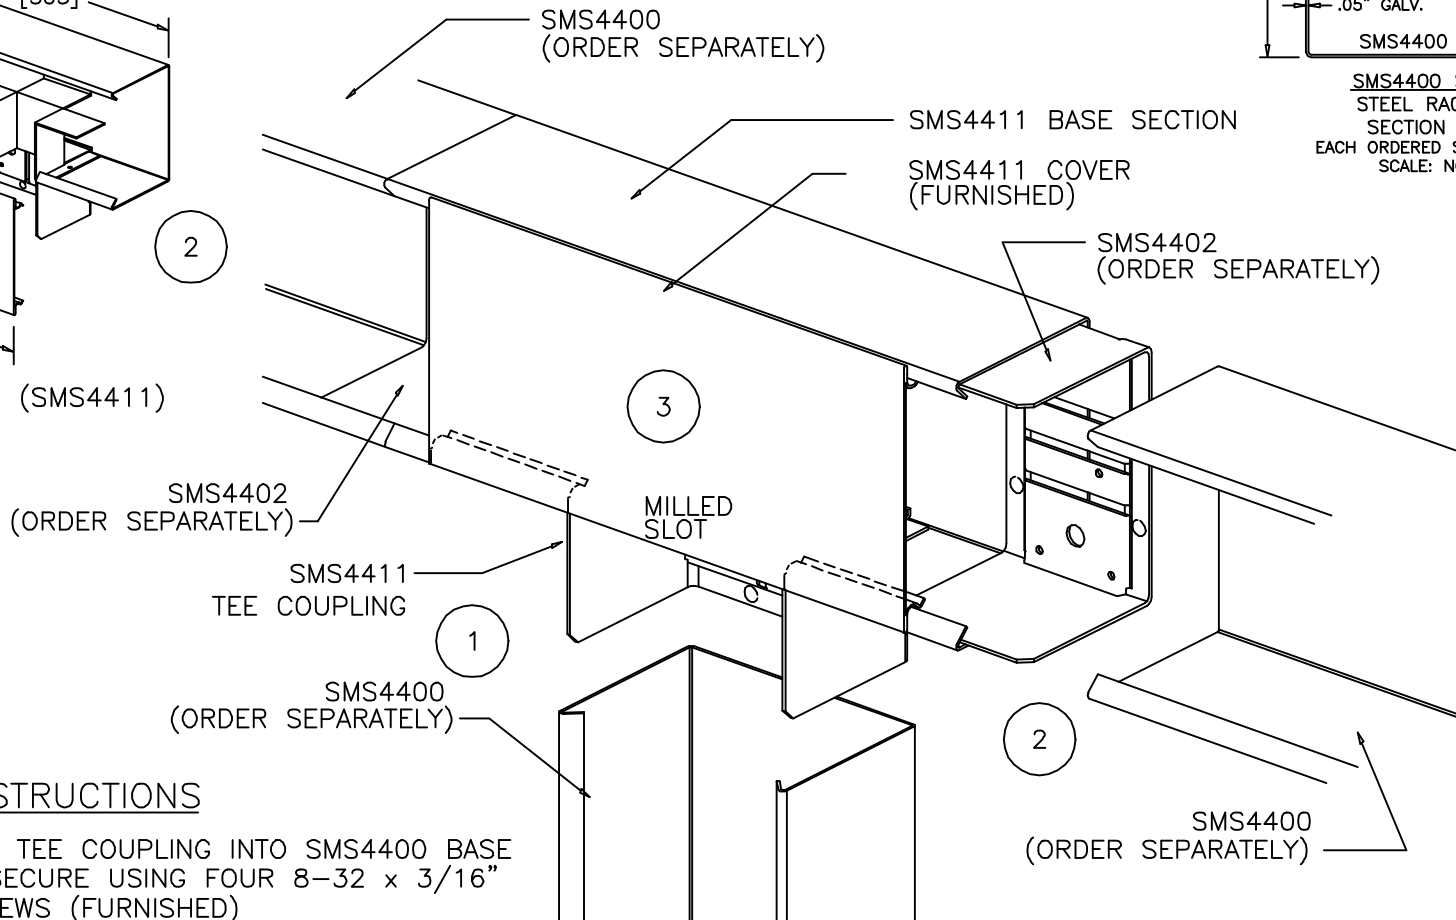 SMS4400
(ORDER SEPARATELY)
.05" GALV.
SMS4400
SMS4400
STEEL
SECTION
EACH ORDERED
SCALE:
SMS4411 BASE SECTION
SMS4411 COVER
(FURNISHED)
SMS4402
(ORDER SEPARATELY)
2
(SMS4411)
3
SMS4402
(ORDER SEPARATELY)
MILLED
SLOT
SMS4411
TEE COUPLING
1
SMS4400
(ORDER SEPARATELY)
2
SMS4400
(ORDER SEPARATELY)
STRUCTIONS
TEE COUPLING INTO SMS4400 BASE
SECURE USING FOUR 8-32 x 3/16"
EWS (FURNISHED)